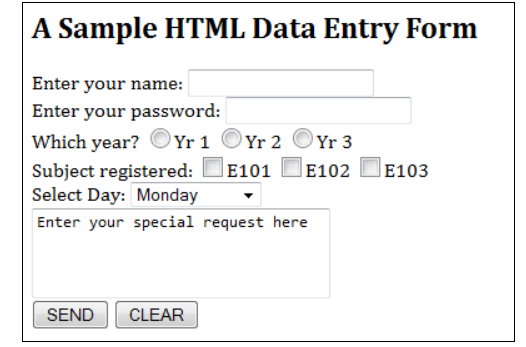 A Sample HTML Data Entry Form
Enter your name:
Enter your password:
Which year? Yr 1 Yr 2 Yr 3
Subject registered: E101 E102 E103
Select Day: Monday
Enter your special request here
SEND CLEAR